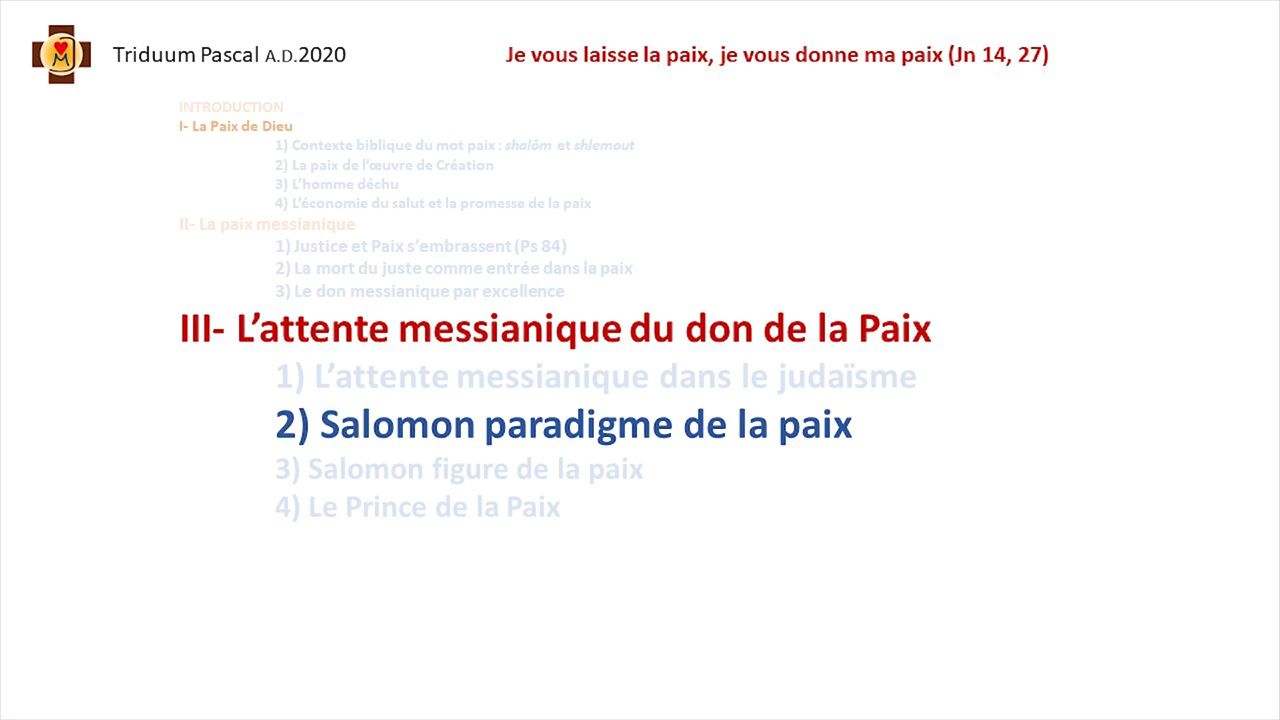 Triduum Pascal A.D.2020
Je vous laisse la paix, je vous donne ma paix (Jn 14, 27)
INTRODUCTION
I- La Paix de Dieu
1) Contexte biblique du mot paix : shalôm et shlemout
2) La paix de l’œuvre de Création
3) L’homme déchu
4) L’économie du salut et la promesse de la paix
II- La paix messianique
1) Justice et Paix s’embrassent (Ps 84)
2) La mort du juste comme entrée dans la paix
3) Le don messianique par excellence
III- L’attente messianique du don de la Paix
1) L’attente messianique dans le judaïsme
2) Salomon paradigme de la paix
3) Salomon figure de la paix
4) Le Prince de la Paix